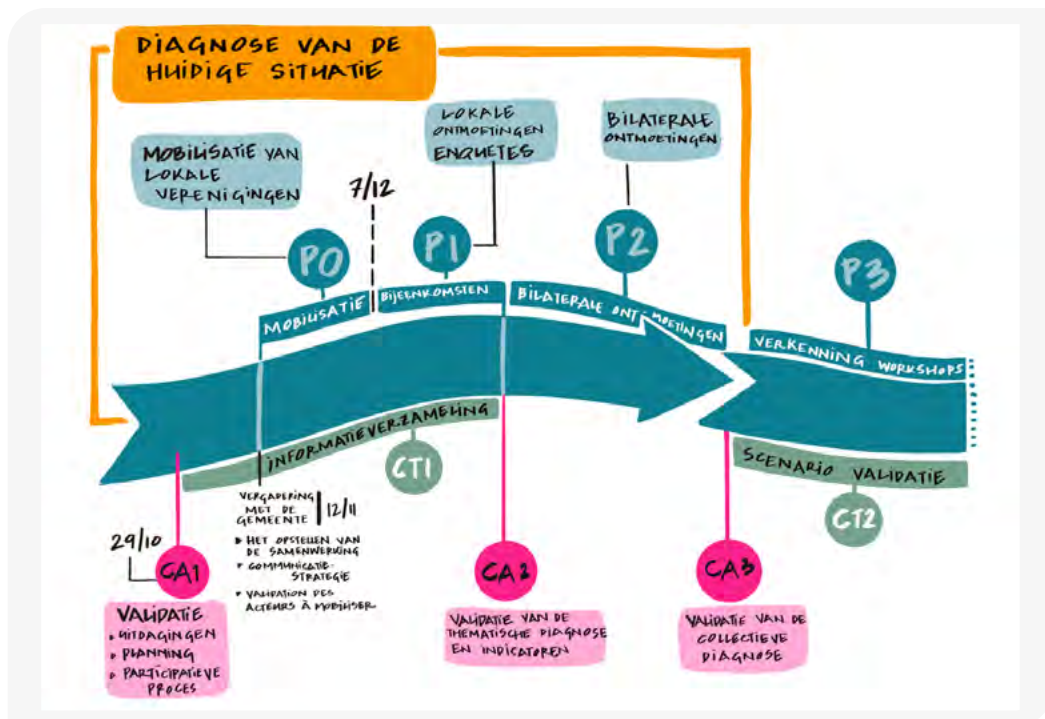 DIAGNOSE VAN DE
HUIDIGE SITUATIE
MOBILISATIE VAN
LOKALE
VERENIGINGEN
7/12
LOKALE
ONTMOETINGEN
ENQUETES
BILATERALE
ONTMOETINGEN
P0
P1
P2
P3
MOBILISATIE
BIJEENKOMSTEN
BILATERALE ONTMOETINGEN
VERKENNING WORKSHOPS
INFORMATIEVERZAMELING
CT1
SCENARIO VALIDATIE
CT2
VERGADERING
MET DE
GEMEENTE
12/11
HET OPSTELLEN VAN
DE SAMENWERKING
COMMUNICATIE-
STRATEGIE
VALIDATION DES
ACTEURS À MOBILISER
29/10
CA1
VALIDATIE
UITDAGINGEN
PLANNING
PARTICIPATIEVE
PROCES
CA2
VALIDATIE VAN DE
THEMATISCHE DIAGNOSE
EN INDICATOREN
CA3
VALIDATIE VAN DE
COLLECTIEVE
DIAGNOSE